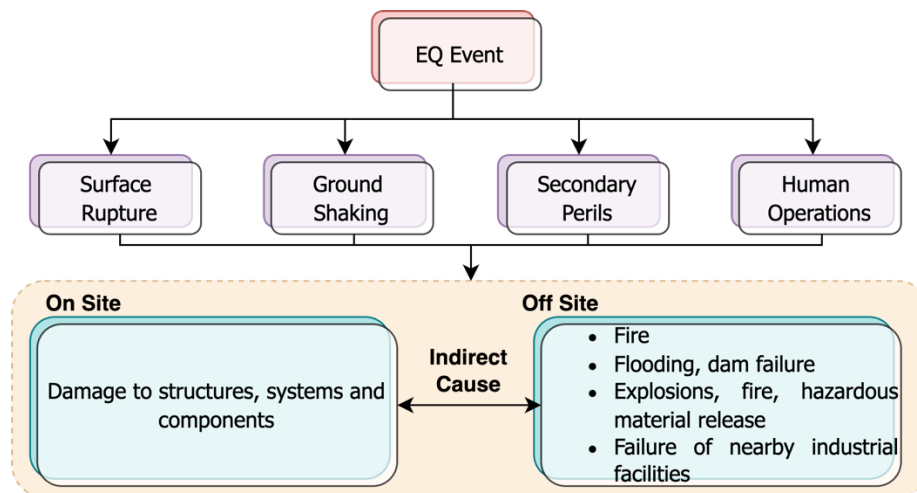 EQ Event
Surface
Rupture
Ground
Shaking
Secondary
Perils
Human
Operations
On Site
Damage to structures, systems and
components
Indirect
Cause
Off Site
• Fire
• Flooding, dam failure
• Explosions, fire, hazardous
material release
• Failure of nearby industrial
facilities